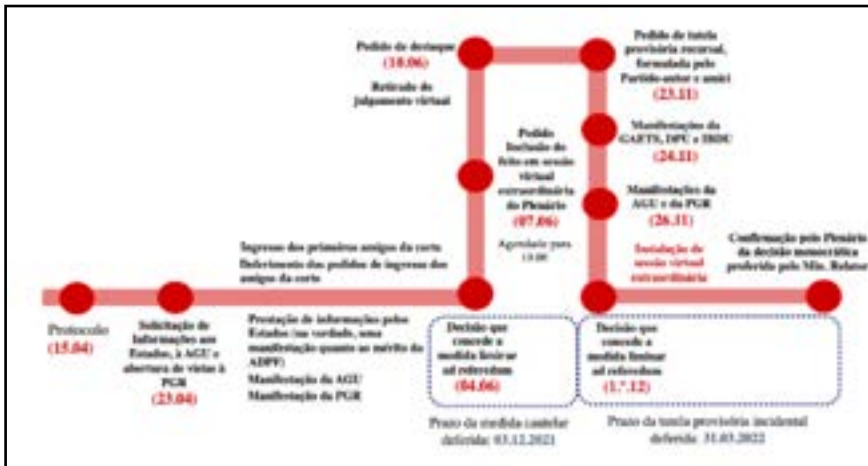 Pedido de destaque
(10.06)
Retirado do
julgamento virtual
Pedido de tutela
provisória recursal,
formulada pelo
Partido-autor e amici
(23.11)
Manifestações da
GAETS, DPU e IBDU
(24.11)
Manifestações da
AGU e da PGR
(26.11)
Instalação de
sessão virtual
extraordinária
Confirmação pelo Plenário
da decisão monocrática
proferida pelo Min. Relator
Pedido
Inclusão do
feito em sessão
virtual
extraordinária
do Plenário
(07.06)
Agendado para
Ingresso dos primeiros amigos da corte
Deferimento dos pedidos de ingresso dos
amigos da corte
Protocolo
(15.04)
Solicitação de
Informações aos
Estados, à AGU e
abertura de vistas à
PGR
(23.04)
Prestação de informações pelos
Estados (na verdade, uma
manifestação quanto ao mérito da
ADPF)
Manifestação da AGU
Manifestação da PGR
Decisão que
concede a
medida liminar
ad referendum
(04.06)
Decisão que
concede a
medida liminar
ad referendum
(1.º.12)
Prazo da medida cautelar
deferida: 03.12.2021
Prazo da tutela provisória incidental
deferida: 31.03.2022